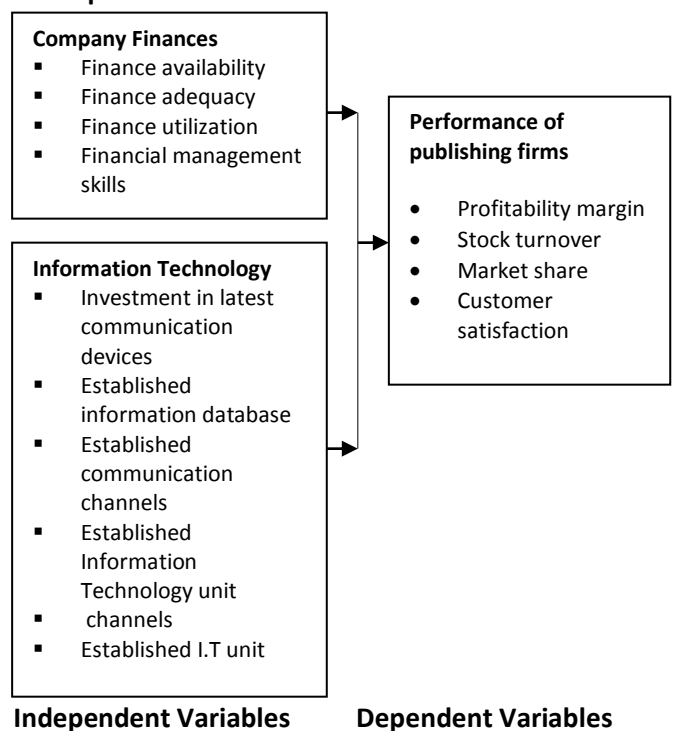 Company Finances
▪ Finance availability
▪ Finance adequacy
▪ Finance utilization
▪ Financial management
skills
Information Technology
▪ Investment in latest
communication
devices
▪ Established
information database
▪ Established
communication
channels
▪ Established
Information
Technology unit
▪ channels
▪ Established I.T unit
Performance of
publishing firms
• Profitability margin
• Stock turnover
• Market share
• Customer
satisfaction
Independent Variables
Dependent Variables